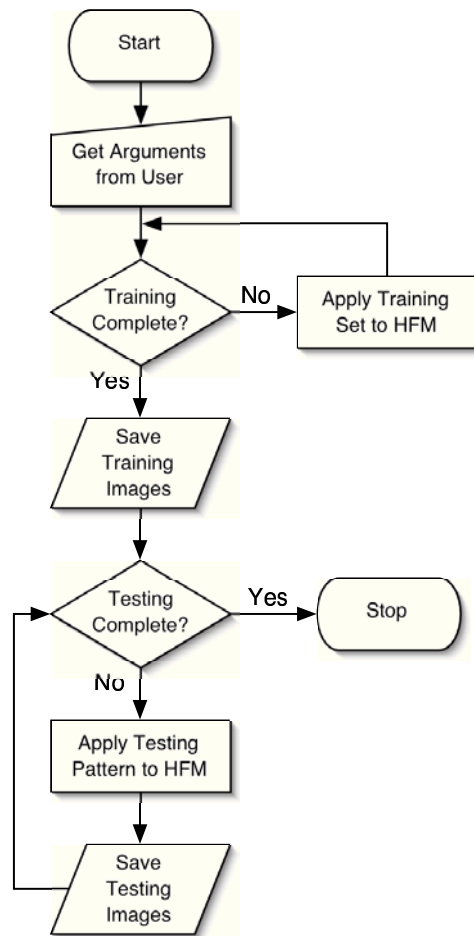 Start
Get Arguments
from User
Training
Complete?
No
Apply Training
Set to HFM
Yes
Save
Training
Images
Testing
Complete?
Yes
Stop
No
Apply Testing
Pattern to HFM
Save
Testing
Images